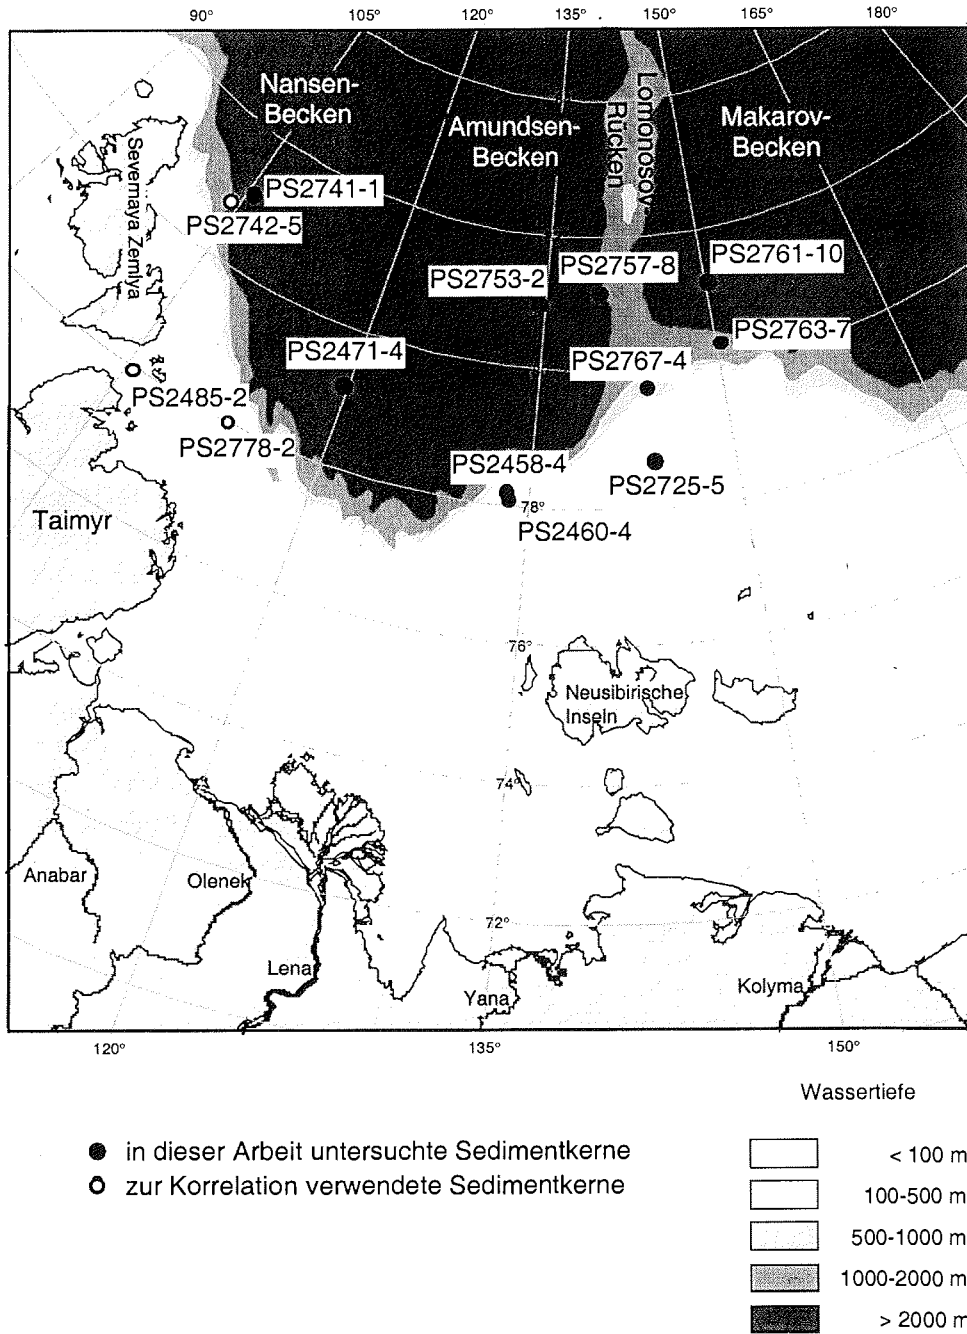 90°
105°
120°
135°
150°
165°
180°
Nansen-
Becken
Amundsen-
Becken
Lomonosov-
Rücken
Makarov-
Becken
Severnaya Zemlya
PS2741-1
PS2742-5
PS2753-2
PS2757-8
PS2761-10
PS2763-7
PS2471-4
PS2767-4
PS2485-2
PS2778-2
PS2458-4
PS2725-5
78°
PS2460-4
Taimyr
76°
Neusibirische
Inseln
74°
Anabar
Olenek
72°
Lena
Yana
Kolyma
120°
135°
150°
Wassertiefe
in dieser Arbeit untersuchte Sedimentkerne
zur Korrelation verwendete Sedimentkerne
< 100 m
100-500 m
500-1000 m
1000-2000 m
> 2000 m